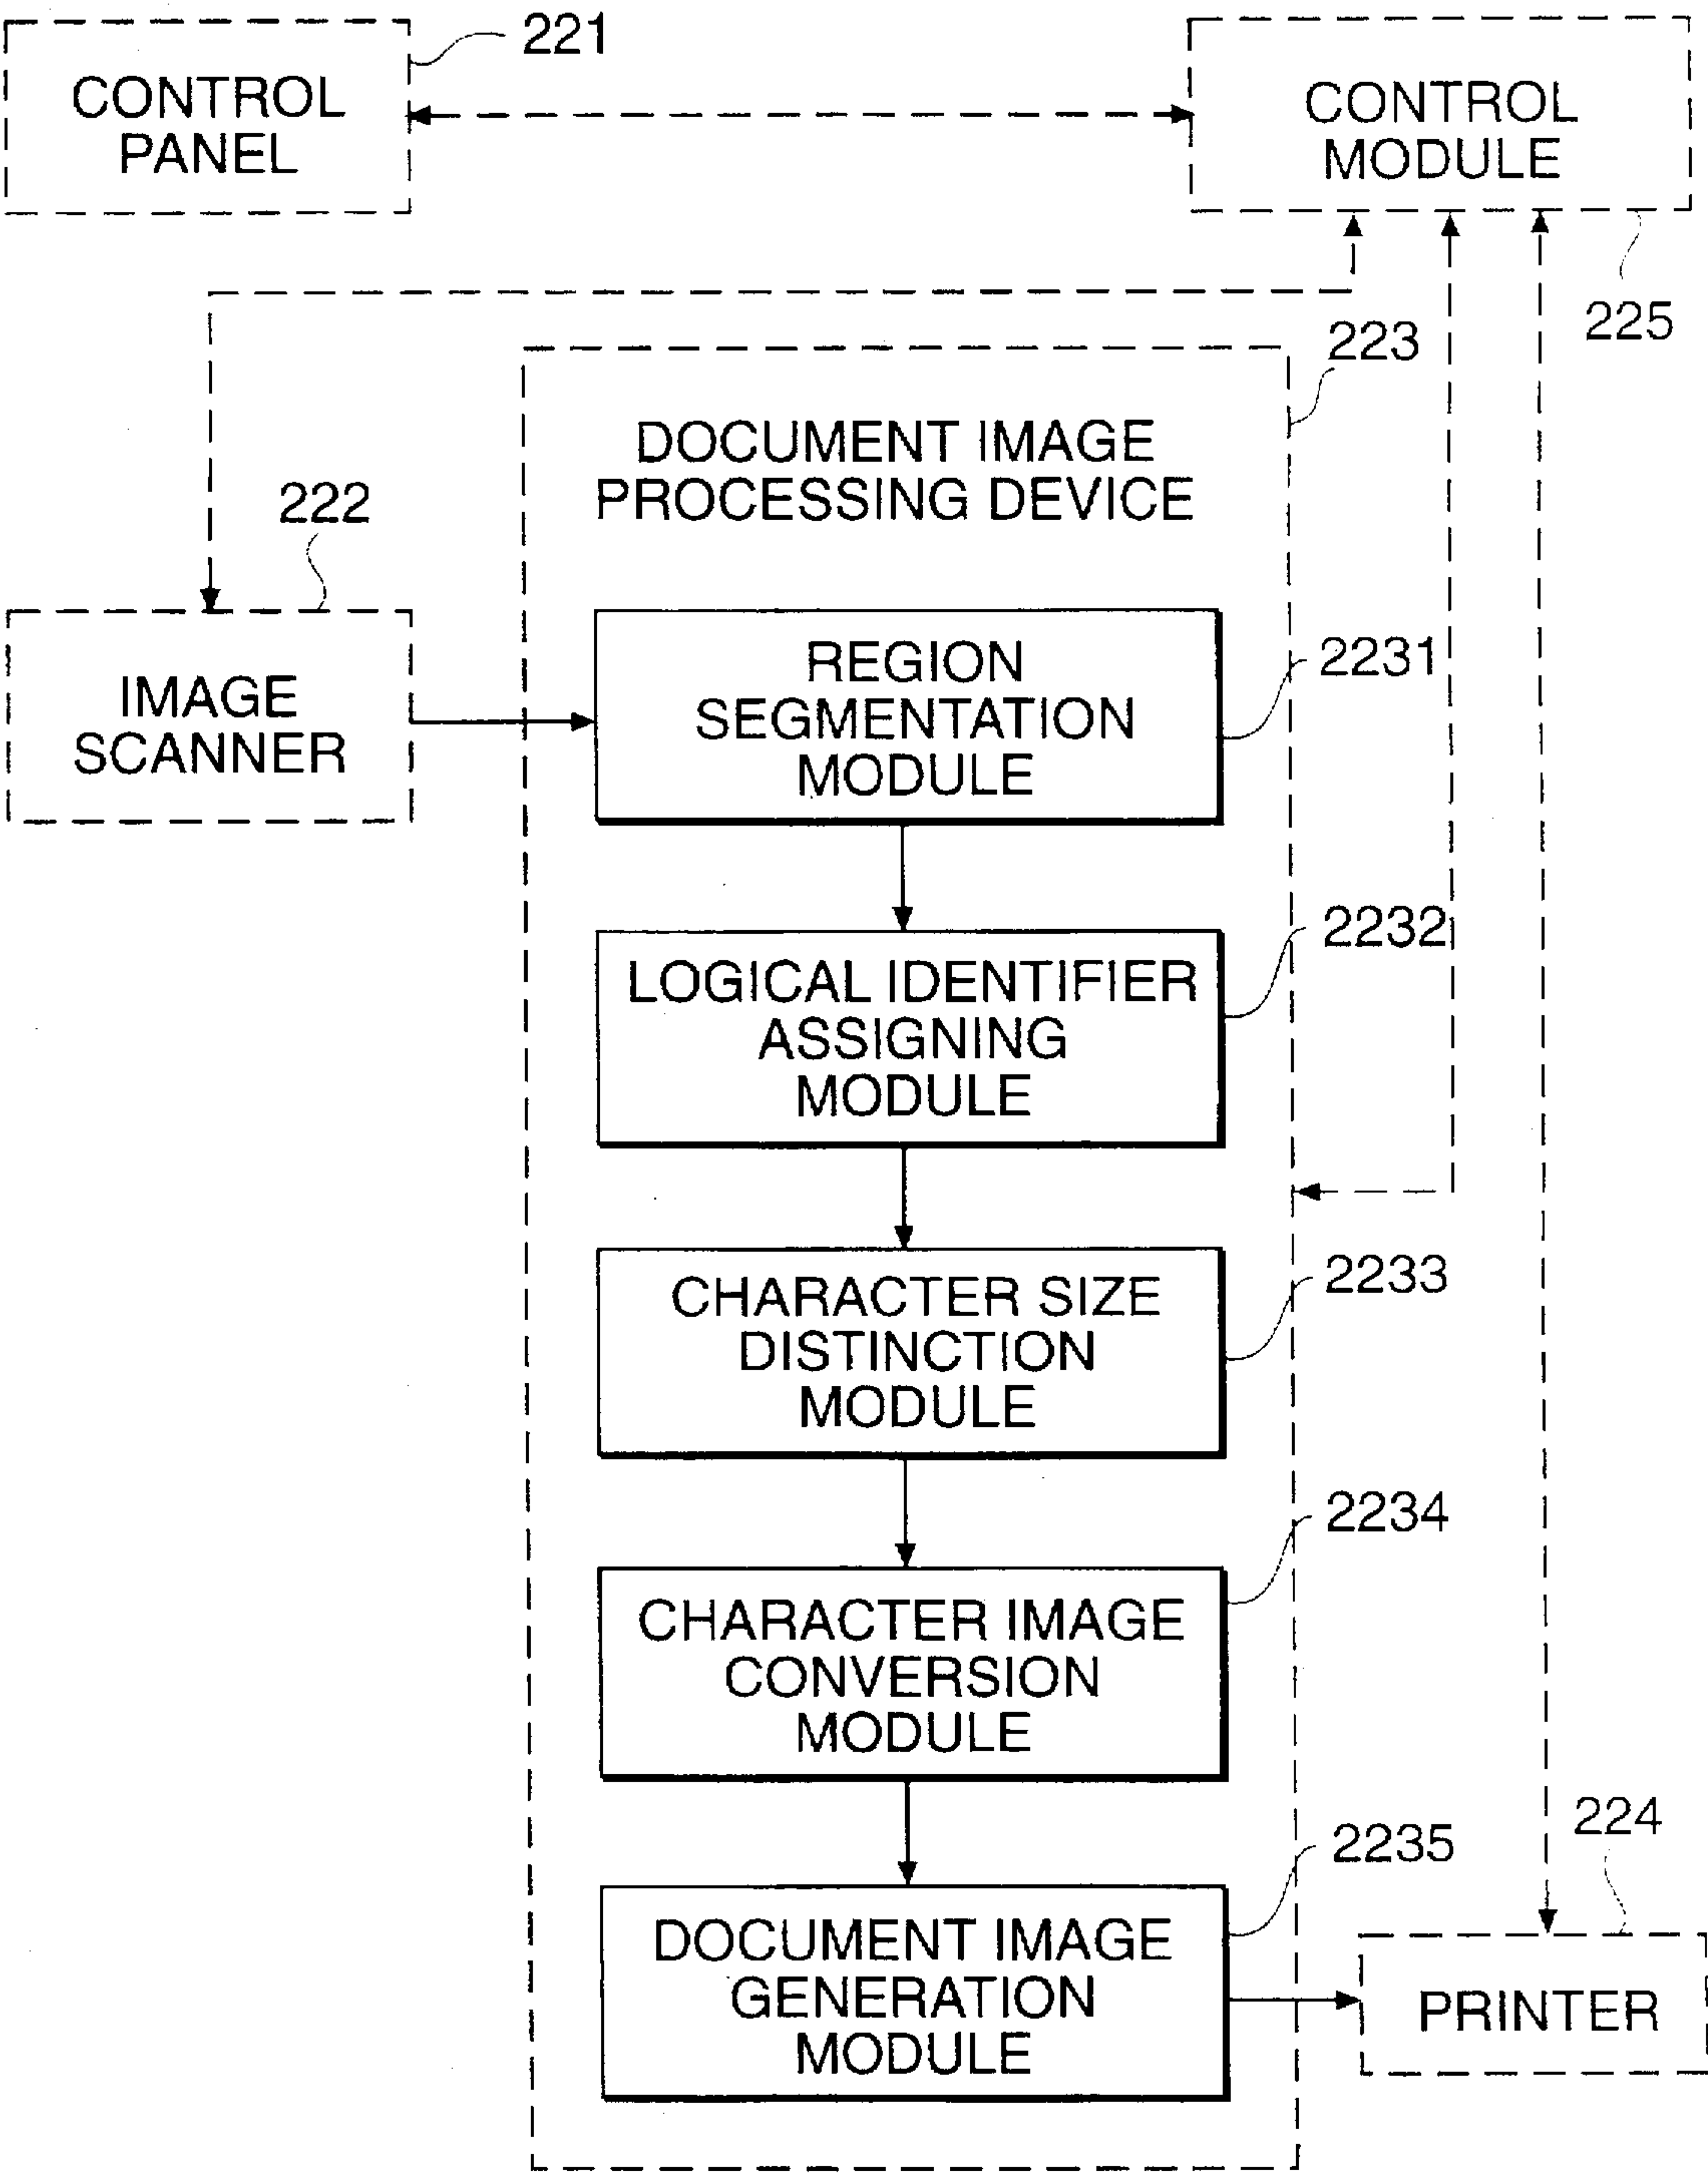 221
CONTROL
PANEL
CONTROL
MODULE
225
223
DOCUMENT IMAGE
PROCESSING DEVICE
222
IMAGE
SCANNER
REGION
SEGMENTATION
MODULE
2231
2232
LOGICAL IDENTIFIER
ASSIGNING
MODULE
2233
CHARACTER SIZE
DISTINCTION
MODULE
2234
CHARACTER IMAGE
CONVERSION
MODULE
224
2235
DOCUMENT IMAGE
GENERATION
MODULE
PRINTER